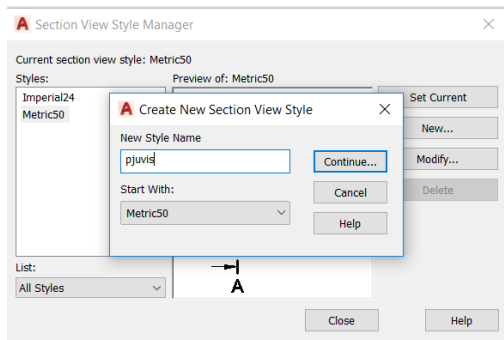 Section View Style Manager
Current section view style: Metric50
Styles:
Preview of: Metric50
Imperial24
Metric50
Set Current
New...
Modify...
Delete
Create New Section View Style
New Style Name
pjuvis
Continue...
Start With:
Cancel
Metric50
Help
List:
All Styles
A
Close
Help